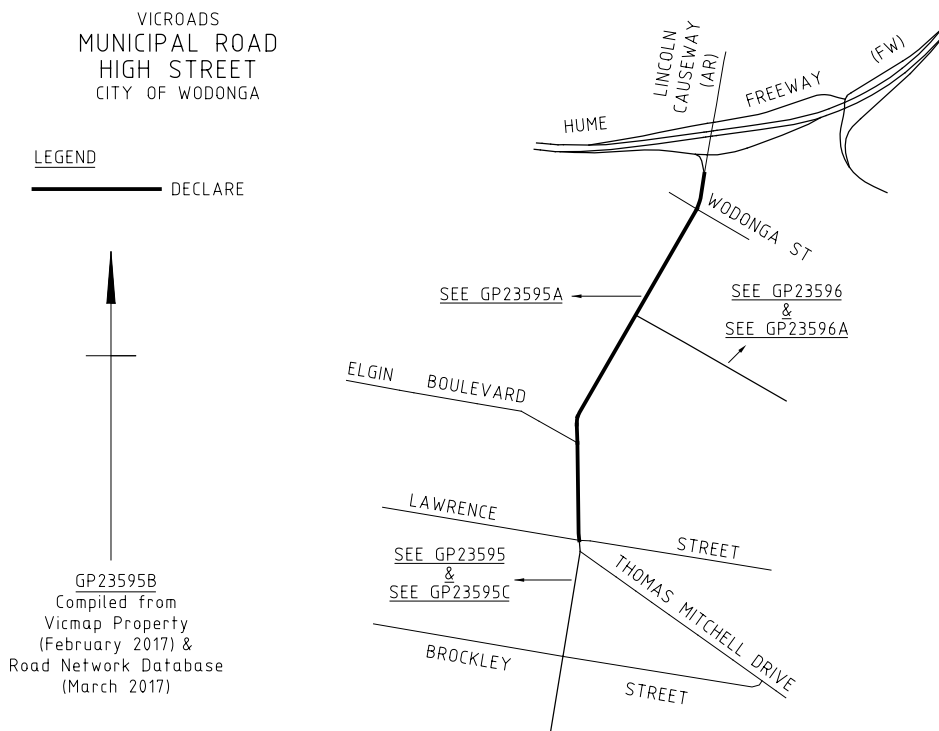 VICROADS
MUNICIPAL ROAD
HIGH STREET
CITY OF WODONGA
LEGEND
DECLARE
LINCOLN
CAUSEWAY
(AR)
HUME FREEWAY (FW)
WODONGA ST
SEE GP23595A
SEE GP23596
&
SEE GP23596A
ELGIN BOULEVARD
LAWRENCE STREET
SEE GP23595
&
SEE GP23595C
THOMAS MITCHELL DRIVE
BROCKLEY STREET
GP23595B
Compiled from
Vicmap Property
(February 2017) &
Road Network Database
(March 2017)